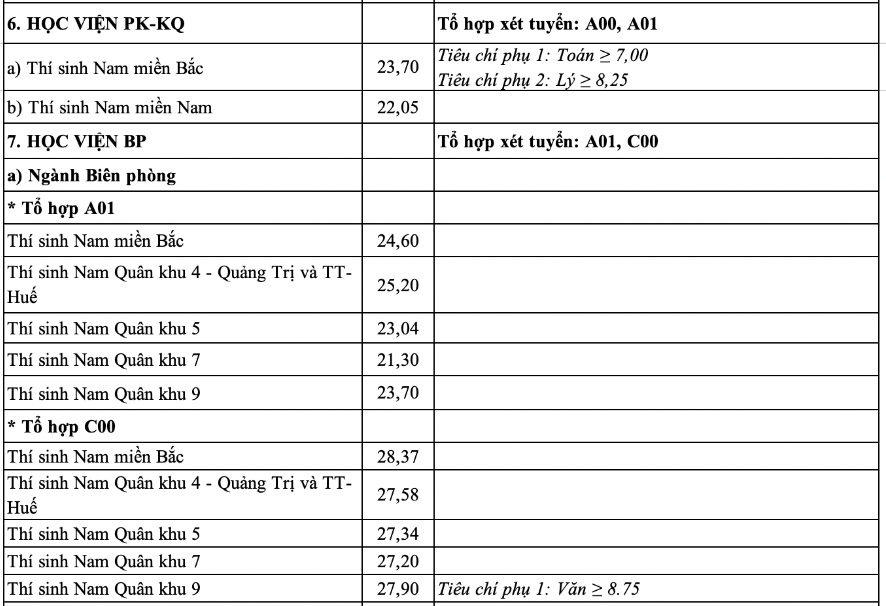 6. HỌC VIỆN PK-KQ Tổ hợp xét tuyển: A00, A01
a) Thí sinh Nam miền Bắc 23,70 Tiêu chí phụ 1: Toán ≥ 7,00
Tiêu chí phụ 2: Lý ≥ 8,25
b) Thí sinh Nam miền Nam 22,05
7. HỌC VIỆN BP Tổ hợp xét tuyển: A01, C00
a) Ngành Biên phòng
* Tổ hợp A01
Thí sinh Nam miền Bắc 24,60
Thí sinh Nam Quân khu 4 - Quảng Trị và TT-
Huế 25,20
Thí sinh Nam Quân khu 5 23,04
Thí sinh Nam Quân khu 7 21,30
Thí sinh Nam Quân khu 9 23,70
* Tổ hợp C00
Thí sinh Nam miền Bắc 28,37
Thí sinh Nam Quân khu 4 - Quảng Trị và TT-
Huế 27,58
Thí sinh Nam Quân khu 5 27,34
Thí sinh Nam Quân khu 7 27,20
Thí sinh Nam Quân khu 9 27,90 Tiêu chí phụ 1: Văn ≥ 8.75